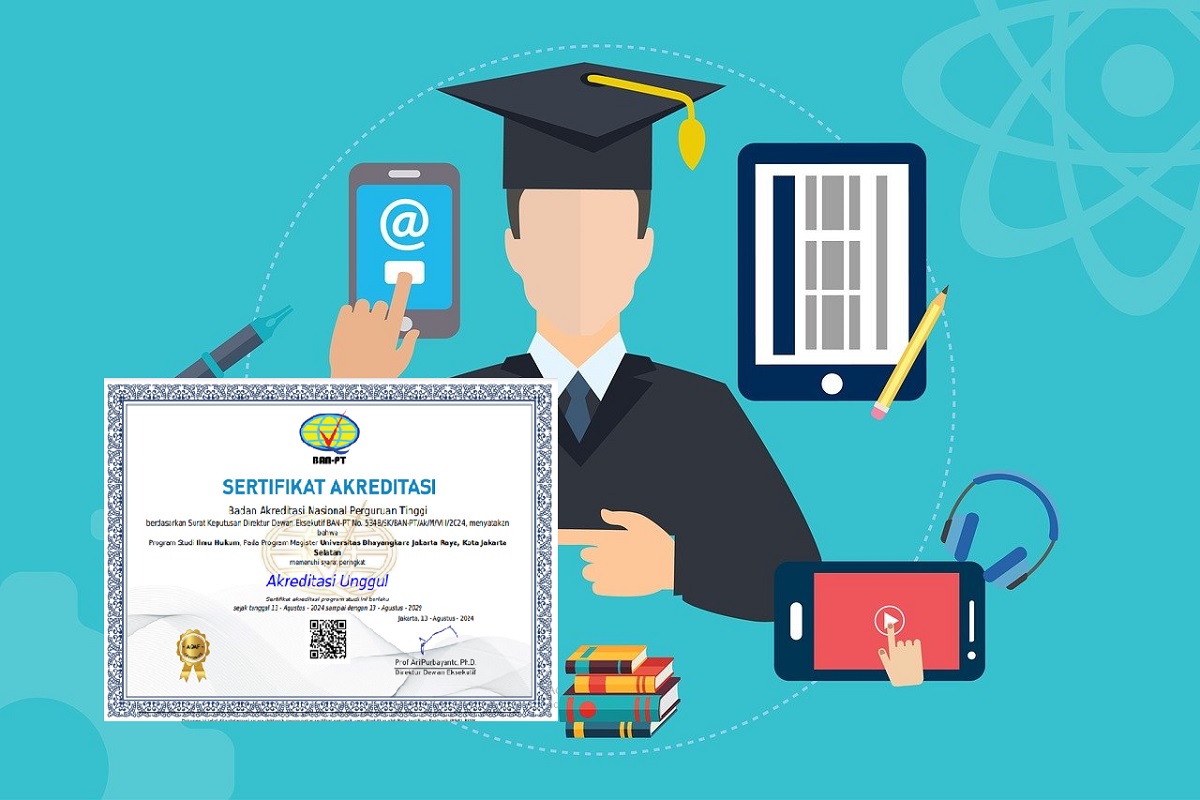 @
BAN-PT
SERTIFIKAT AKREDITASI
Badan Akreditasi Nasional Perguruan Tinggi
berdasarkan Surat Keputusan Direktur Dewan Eksekutif BAN-PT No. 5348/SK/BAN-PT/Ak/M/VIII/2024, menyatakan
bahwa
Program Studi Ilmu Hukum, Pada Program Magister Universitas Bhayangkara Jakarta Raya, Kota Jakarta
Selatan
memenuhi syarat peringkat
Akreditasi Unggul
Sertifikat akreditasi program studi ini berlaku
sejak tanggal 13 - Agustus - 2024 sampai dengan 13 - Agustus - 2029
Jakarta, 13 - Agustus - 2024
Prof. Ari Purbayanto, Ph.D.
Direktur Dewan Eksekutif